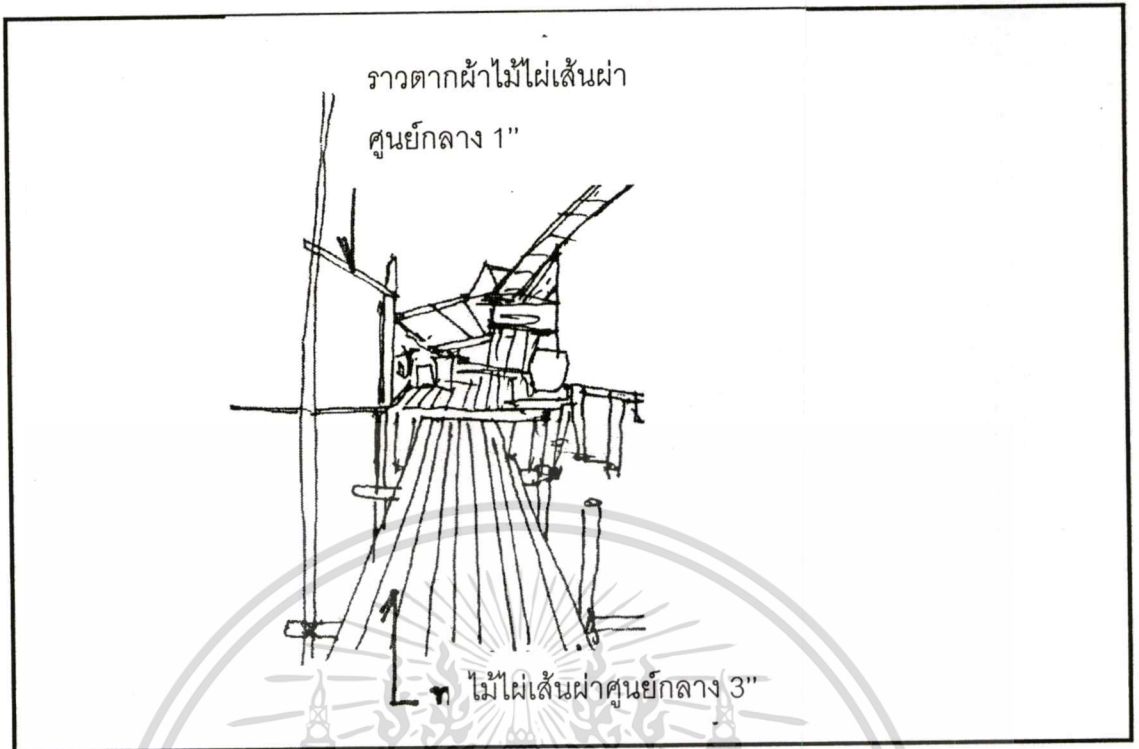 ราวตากผ้าไม้ไผ่เส้นผ่า
ศูนย์กลาง 1”
ไม้ไผ่เส้นผ่าศูนย์กลาง 3”